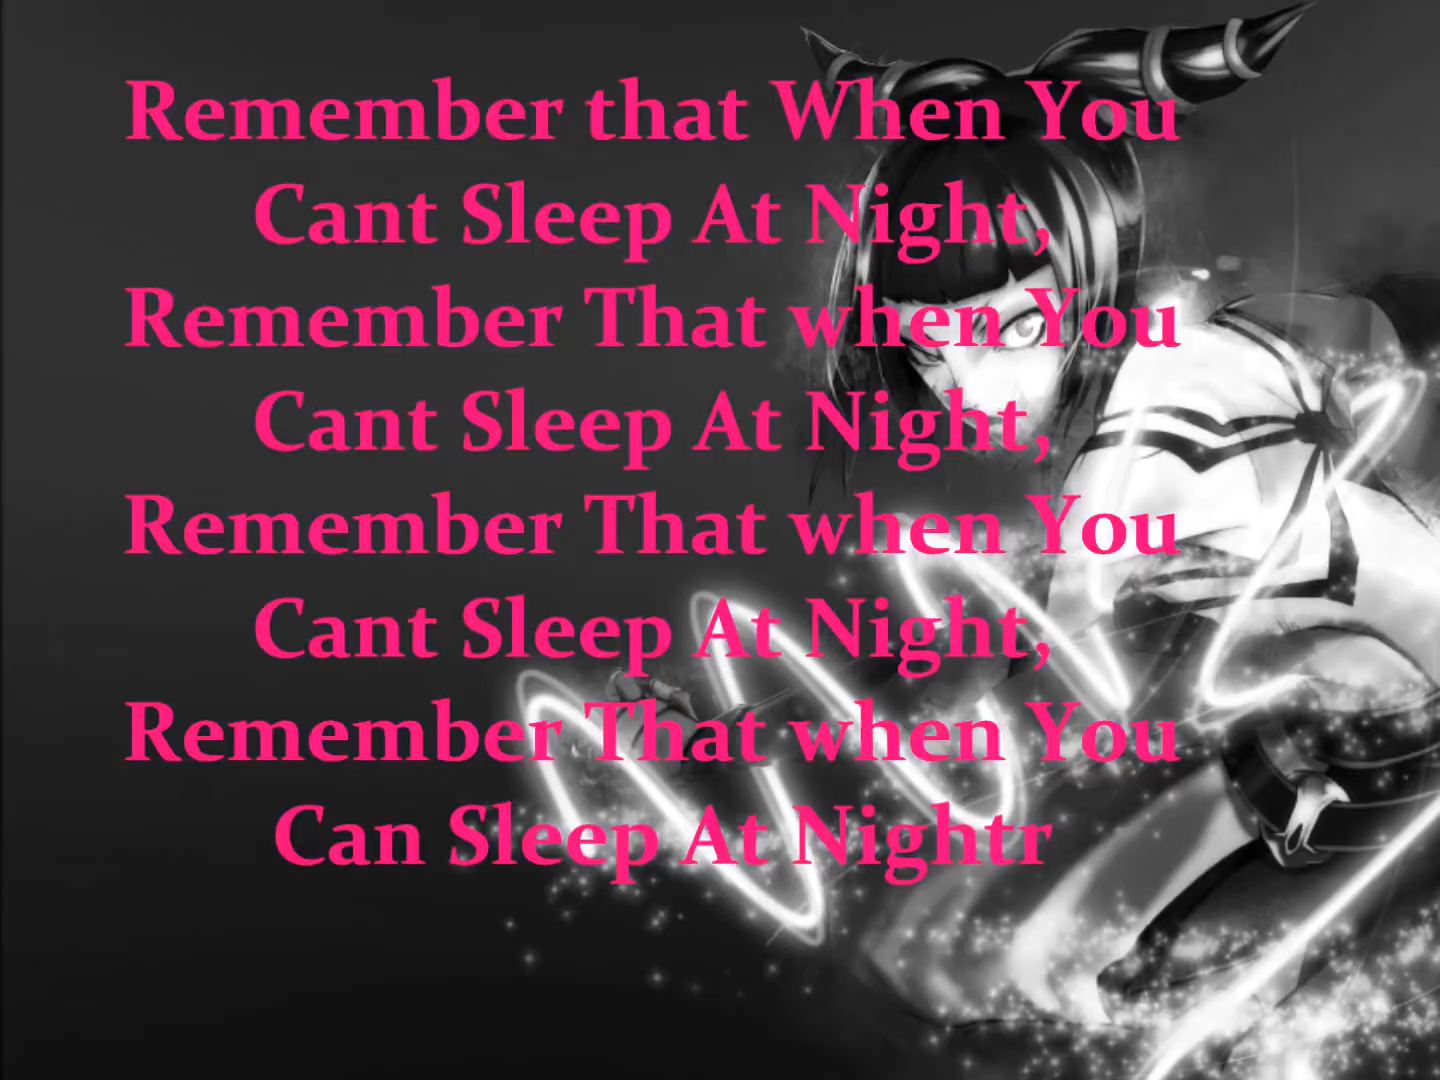 Remember that When You
Cant Sleep At Night,
Remember That when You
Cant Sleep At Night,
Remember That when You
Cant Sleep At Night,
Remember That when You
Can Sleep At Nightr